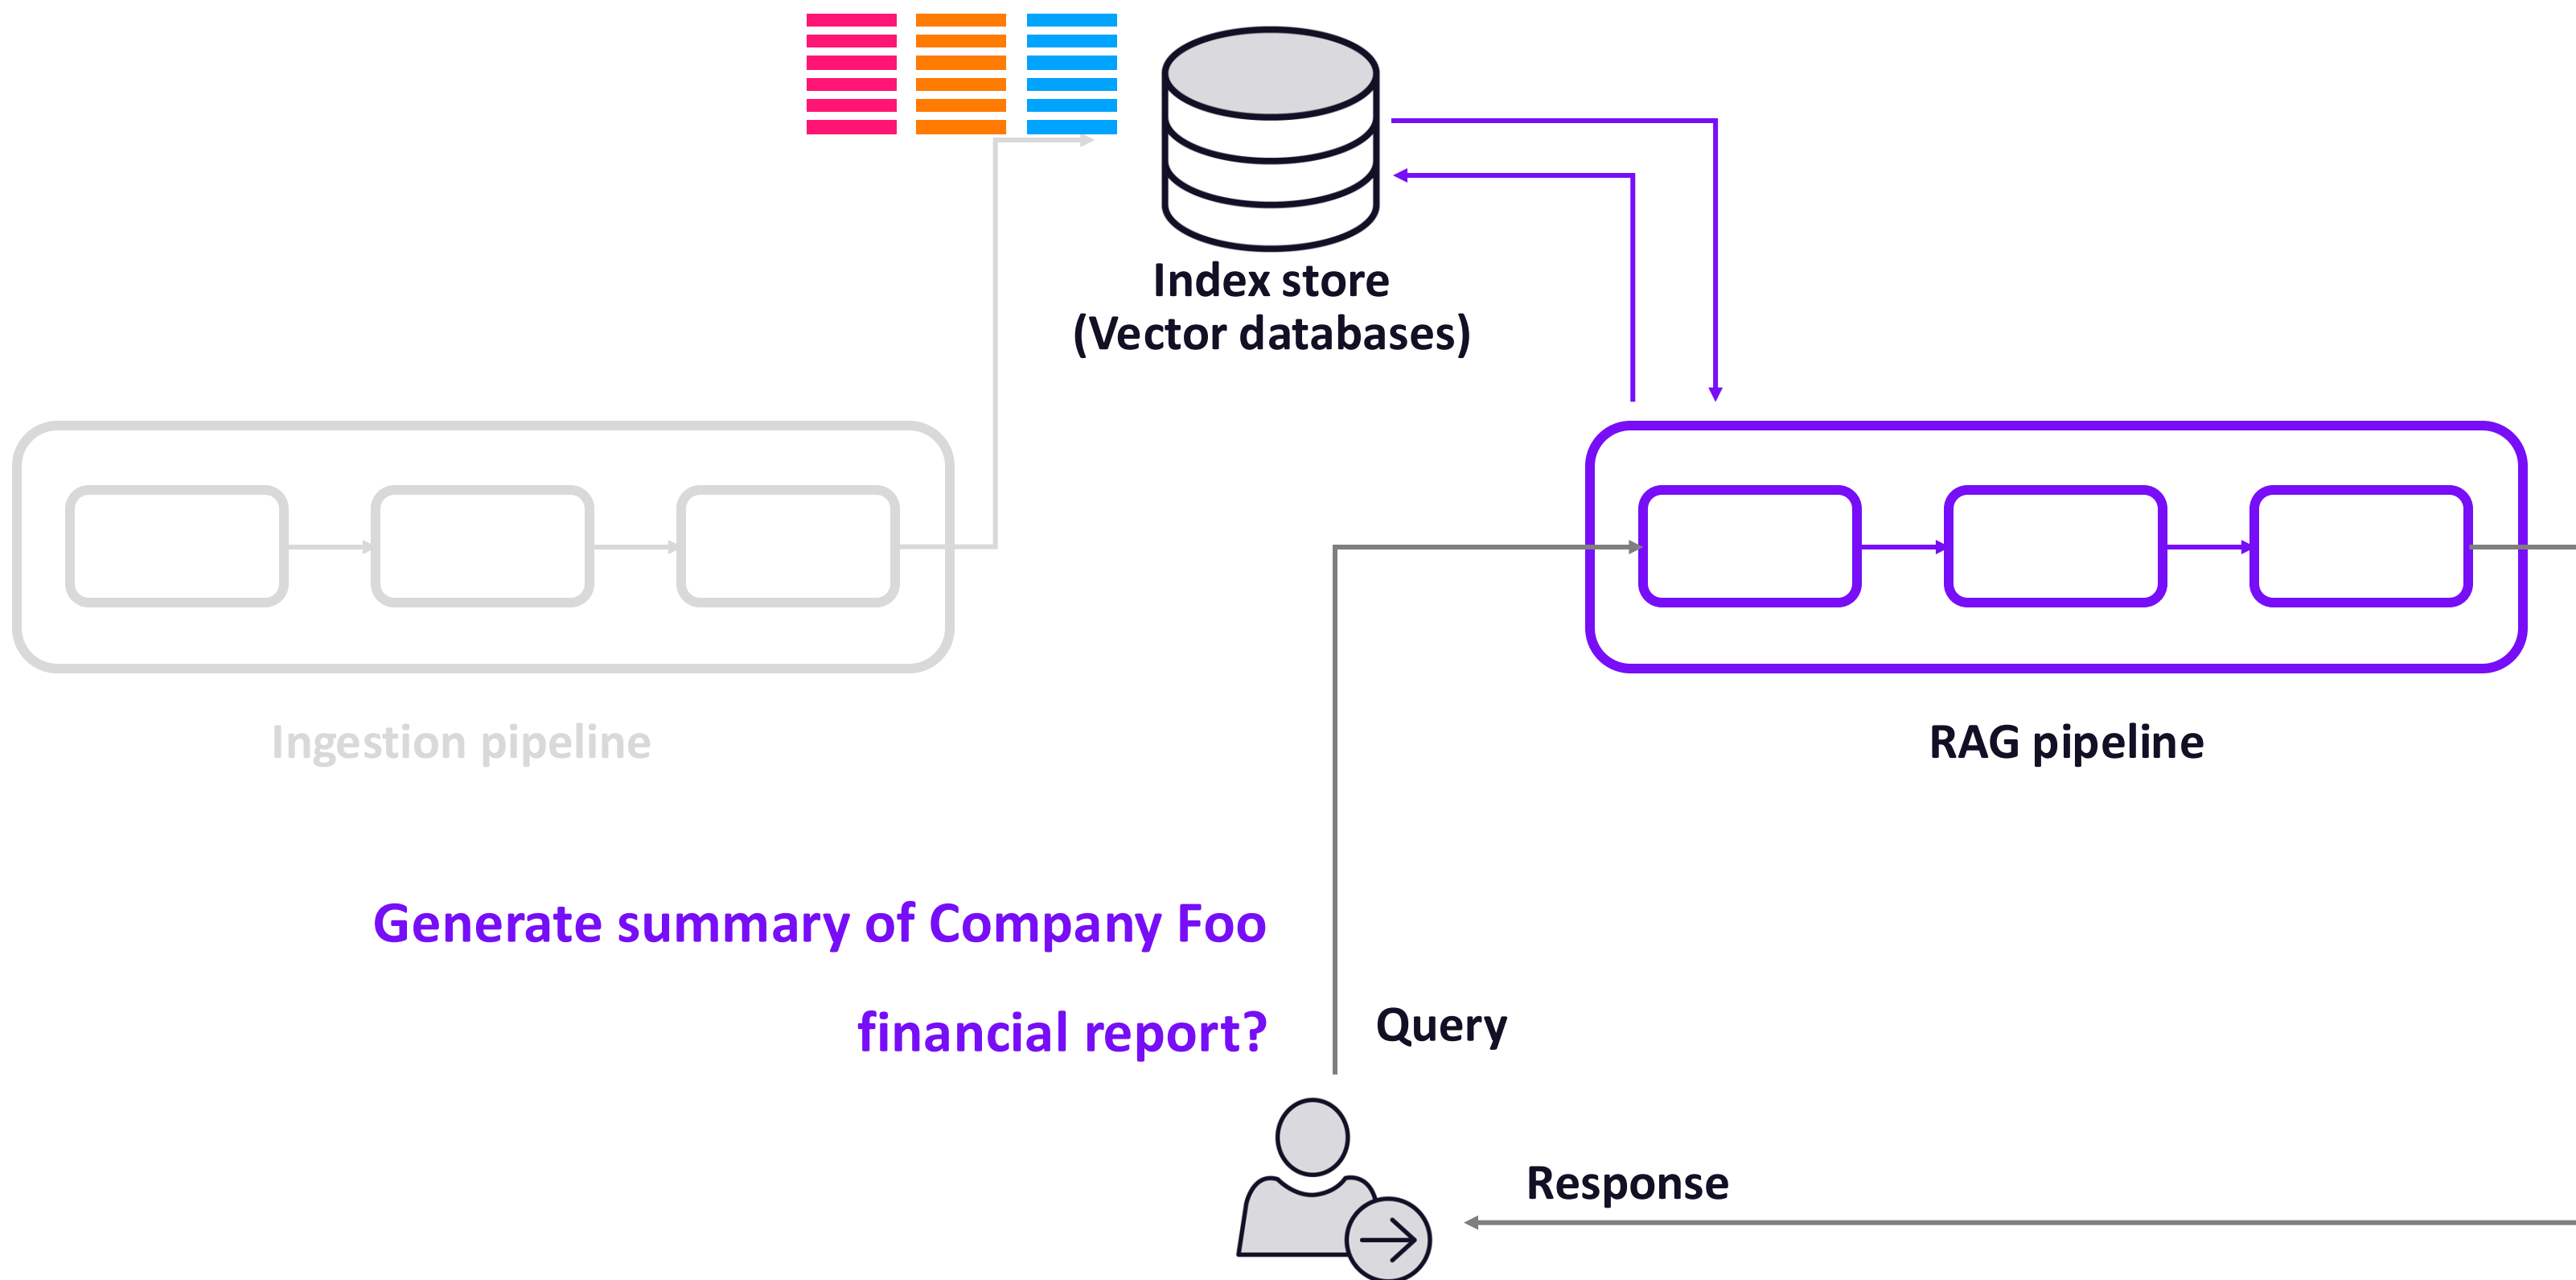 Index store
(Vector databases)
Ingestion pipeline
RAG pipeline
Generate summary of Company Foo
financial report?
Query
Response